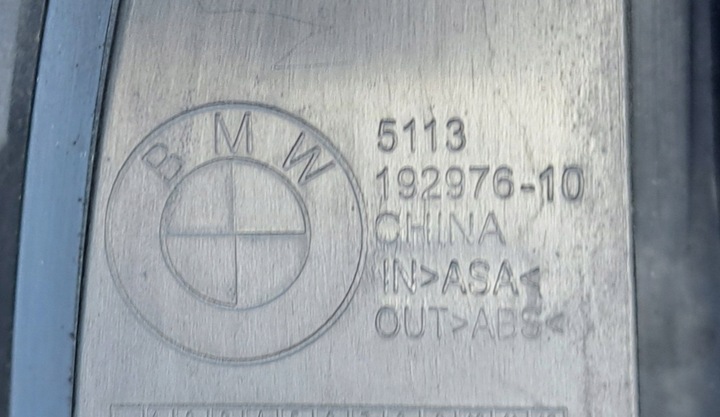 BMW
5113
192976-10
CHINA
IN>ASA<
OUT>ABS<